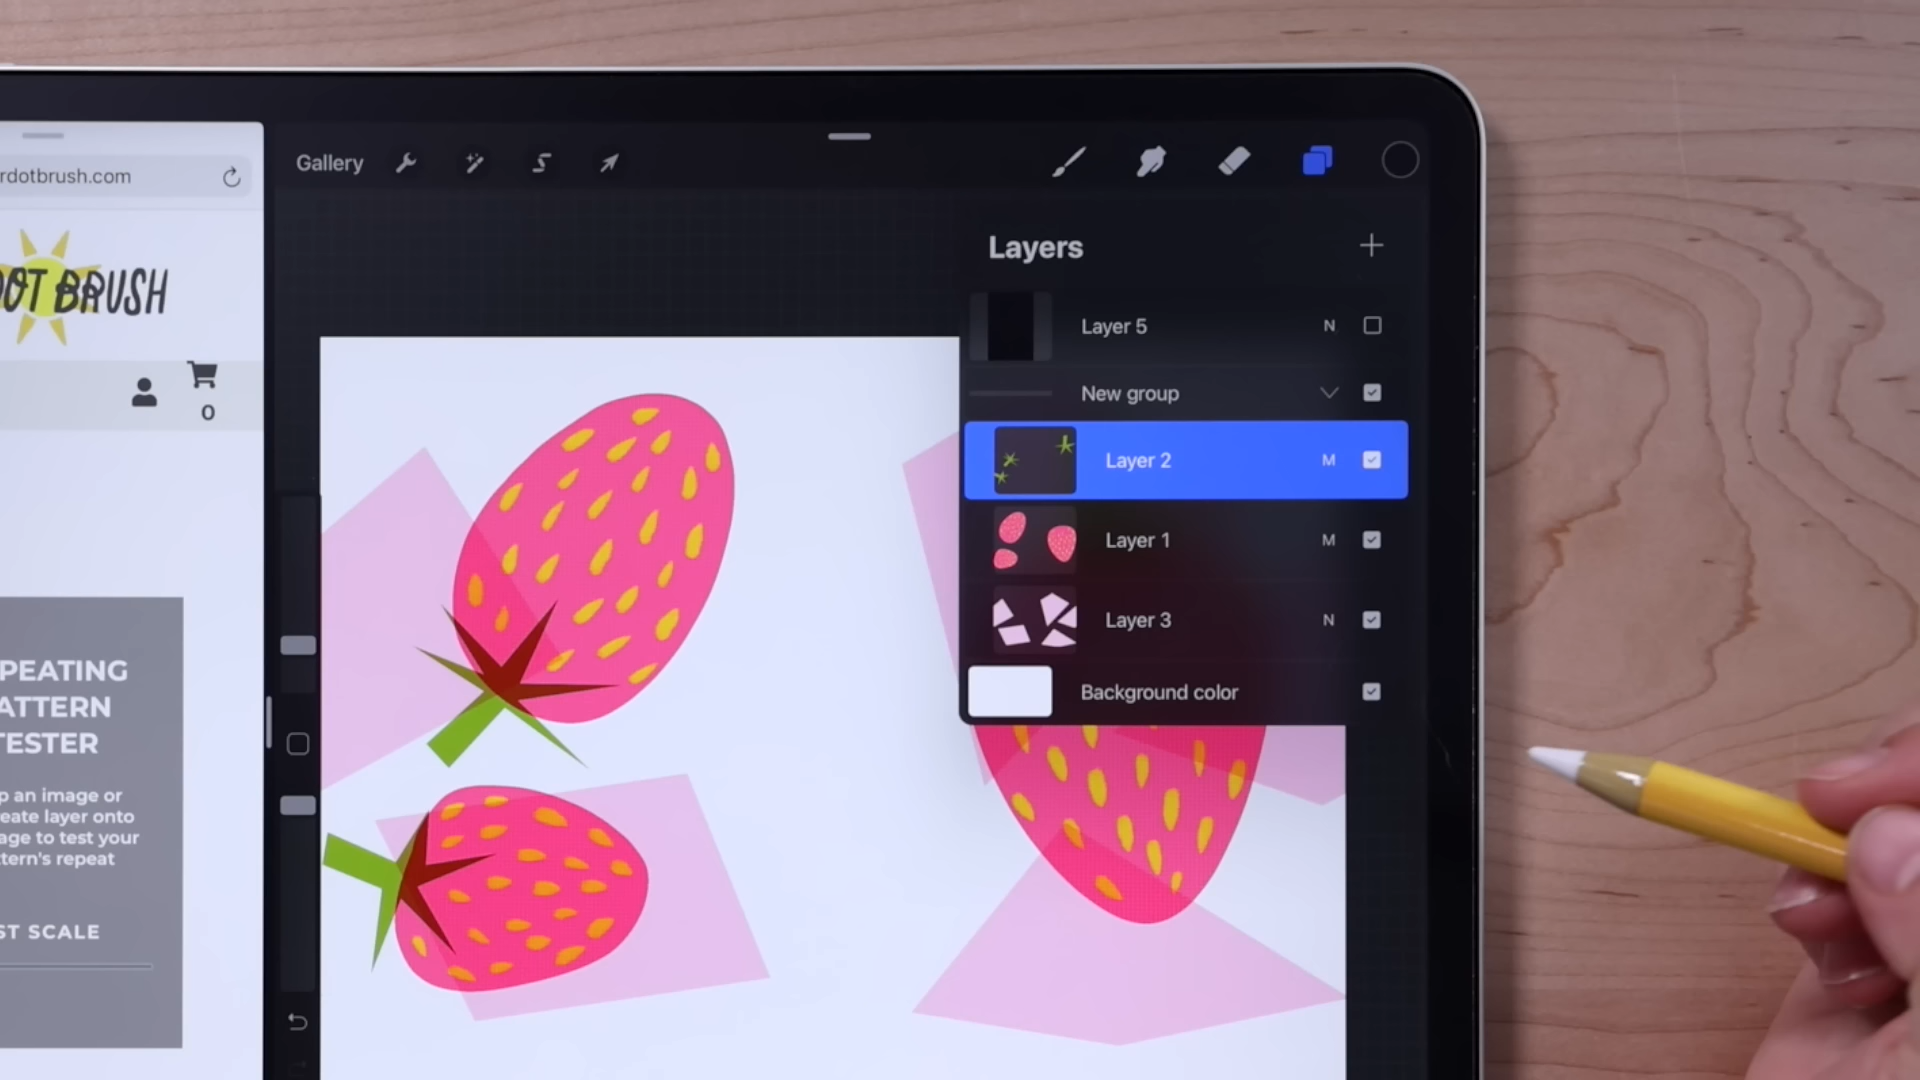 rdotbrush.com
DOT BRUSH
0
PEATING
ATTERN
TESTER
p an image or
eate layer onto
age to test your
tern's repeat
ST SCALE
Gallery
Layers
Layer 5 N
New group
Layer 2 M
Layer 1 M
Layer 3 N
Background color